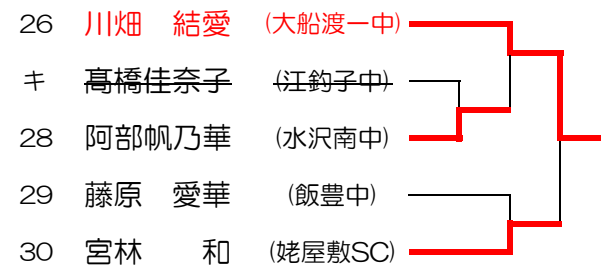 26 川畑 結愛 (大船渡一中)
キ 髙橋佳奈子 (江釣子中)
28 阿部帆乃華 (水沢南中)
29 藤原 愛華 (飯豊中)
30 宮林 和 (姥屋敷SC)